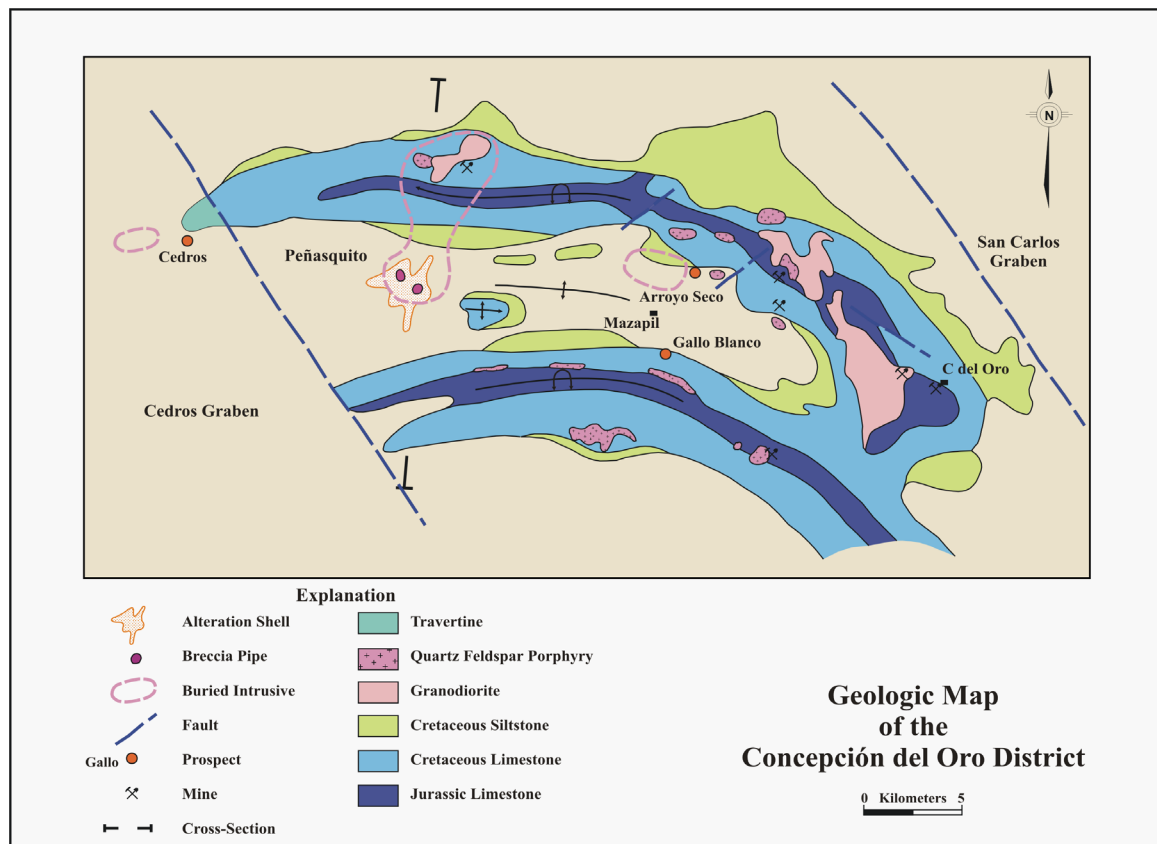 N
San Carlos
Graben
Cedros
Peñasquito
Arroyo Seco
Mazapil
Gallo Blanco
C del Oro
Cedros Graben
Explanation
Alteration Shell
Breccia Pipe
Buried Intrusive
Fault
Gallo
Prospect
Mine
Cross-Section
Travertine
Quartz Feldspar Porphyry
Granodiorite
Cretaceous Siltstone
Cretaceous Limestone
Jurassic Limestone
Geologic Map
of the
Concepción del Oro District
0 Kilometers 5